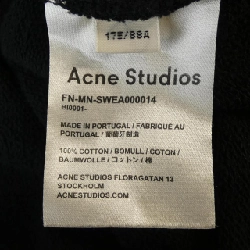 175/88A
Acne Studios
FN-MN-SWEA000014
HI0001-
MADE IN PORTUGAL / FABRIQUÉ AU
PORTUGAL / 葡萄牙制造
100% COTTON / BOMULL / COTON /
BAUMWOLLE / コットン / 棉
ACNE STUDIOS FLORAGATAN 13
STOCKHOLM
ACNESTUDIOS.COM